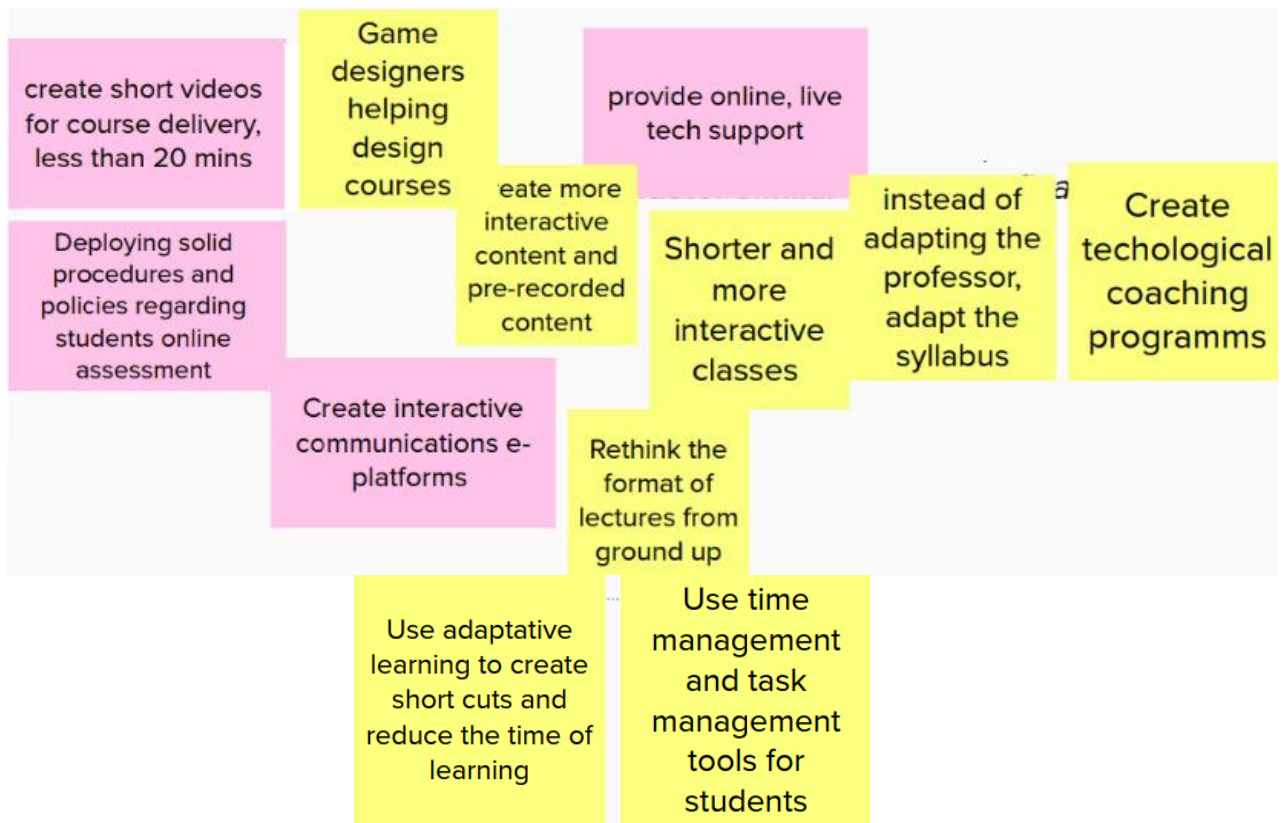 create short videos
for course delivery,
less than 20 mins
Game
designers
helping
design
courses
provide online, live
tech support
Deploying solid
procedures and
policies regarding
students online
assessment
eate more
interactive
content and
pre-recorded
content
Shorter and
more
interactive
classes
instead of
adapting the
professor,
adapt the
syllabus
Create
techological
coaching
programms
Create interactive
communications e-
platforms
Rethink the
format of
lectures from
ground up
Use adaptative
learning to create
short cuts and
reduce the time of
learning
Use time
management
and task
management
tools for
students